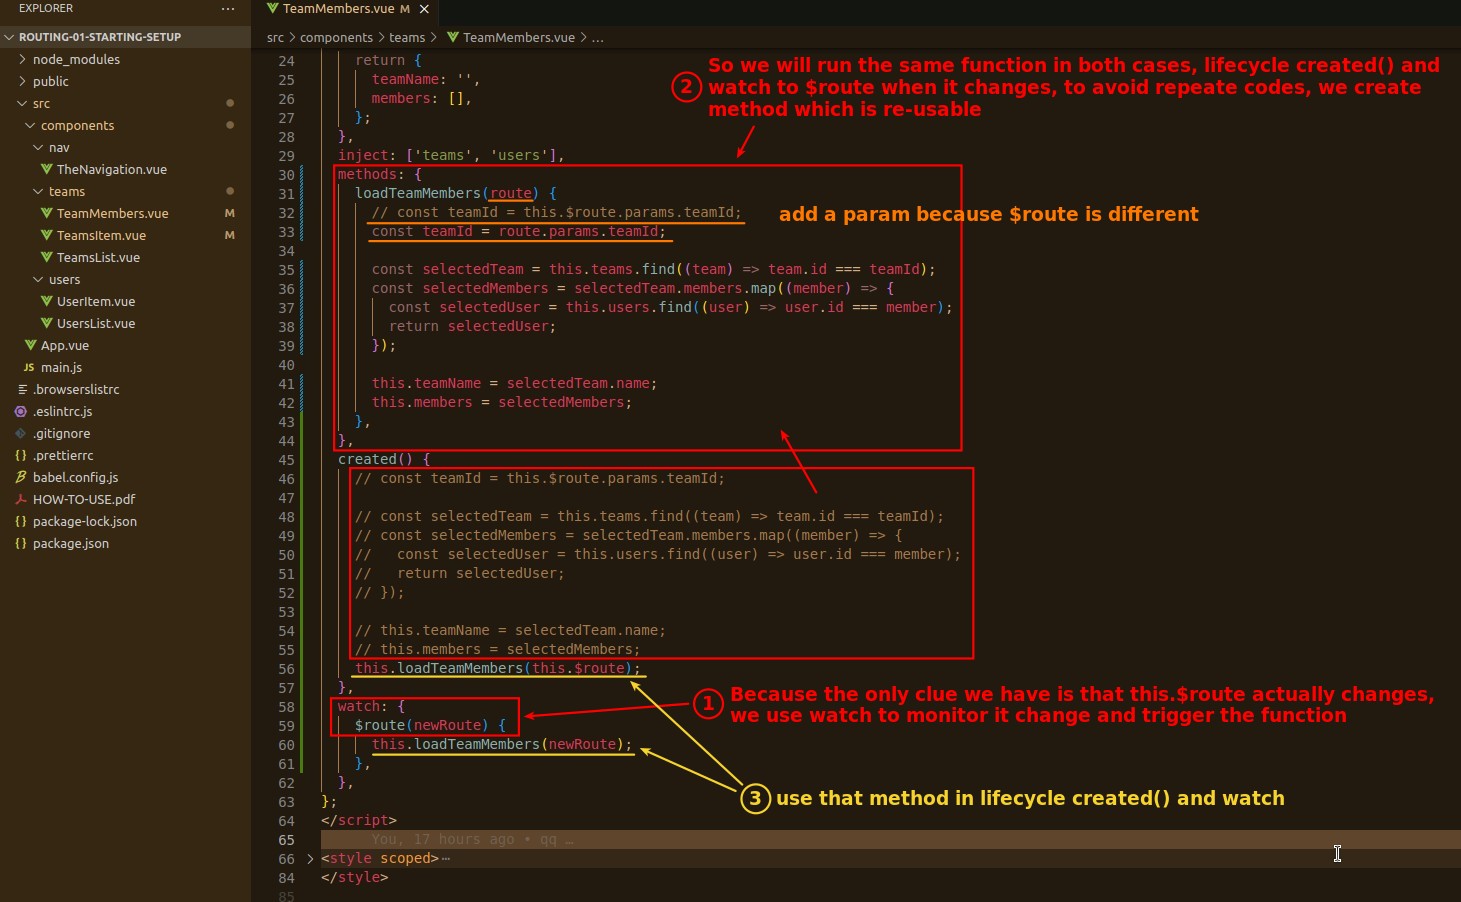 EXPLORER ···
TeamMembers.vue M ×
ROUTING-01-STARTING-SETUP
node_modules
public
src
components
nav
TheNavigation.vue
teams
TeamMembers.vue M
TeamsItem.vue M
TeamsList.vue
users
UserItem.vue
UsersList.vue
App.vue
JS main.js
.browserslistrc
.eslintrc.js
.gitignore
{} .prettierrc
babel.config.js
HOW-TO-USE.pdf
{} package-lock.json
{} package.json
src > components > teams > TeamMembers.vue > ...
24 return {
25 teamName: '',
26 members: [],
27 };
28 },
29 inject: ['teams', 'users'],
30 methods: {
31 loadTeamMembers(route) {
32 // const teamId = this.$route.params.teamId;
33 const teamId = route.params.teamId;
34
35 const selectedTeam = this.teams.find((team) => team.id === teamId);
36 const selectedMembers = selectedTeam.members.map((member) => {
37 const selectedUser = this.users.find((user) => user.id === member);
38 return selectedUser;
39 });
40
41 this.teamName = selectedTeam.name;
42 this.members = selectedMembers;
43 },
44 },
45 created() {
46 // const teamId = this.$route.params.teamId;
47
48 // const selectedTeam = this.teams.find((team) => team.id === teamId);
49 // const selectedMembers = selectedTeam.members.map((member) => {
50 //   const selectedUser = this.users.find((user) => user.id === member);
51 //   return selectedUser;
52 // });
53
54 // this.teamName = selectedTeam.name;
55 // this.members = selectedMembers;
56 this.loadTeamMembers(this.$route);
57 },
58 watch: {
59 $route(newRoute) {
60 this.loadTeamMembers(newRoute);
61 },
62 },
63 };
64 </script>
65 You, 17 hours ago • qq …
66 <style scoped>···
84 </style>
85
2 So we will run the same function in both cases, lifecycle created() and
watch to $route when it changes, to avoid repeate codes, we create
method which is re-usable
add a param because $route is different
1 Because the only clue we have is that this.$route actually changes,
we use watch to monitor it change and trigger the function
3 use that method in lifecycle created() and watch